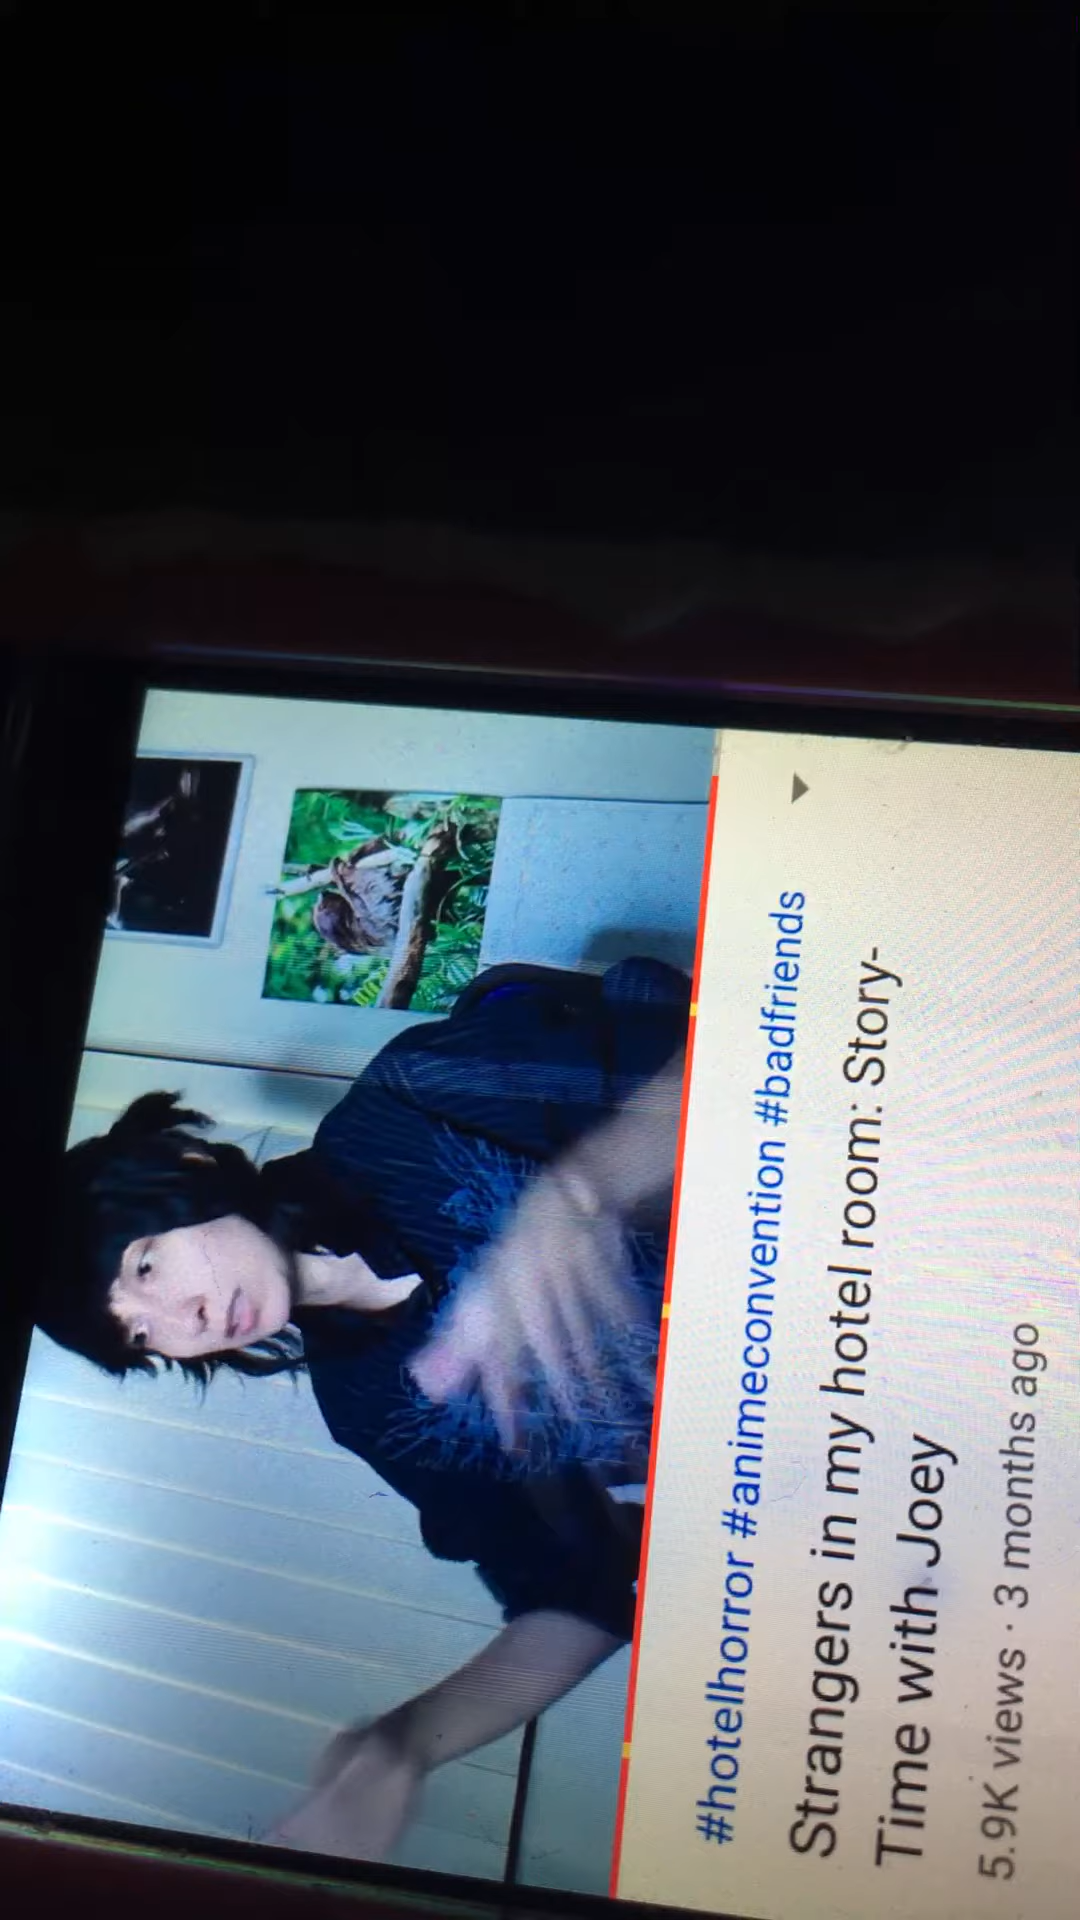 #hotelhorror #animeconvention #badfriends
Strangers in my hotel room: Story-
Time with Joey
5.9K views · 3 months ago